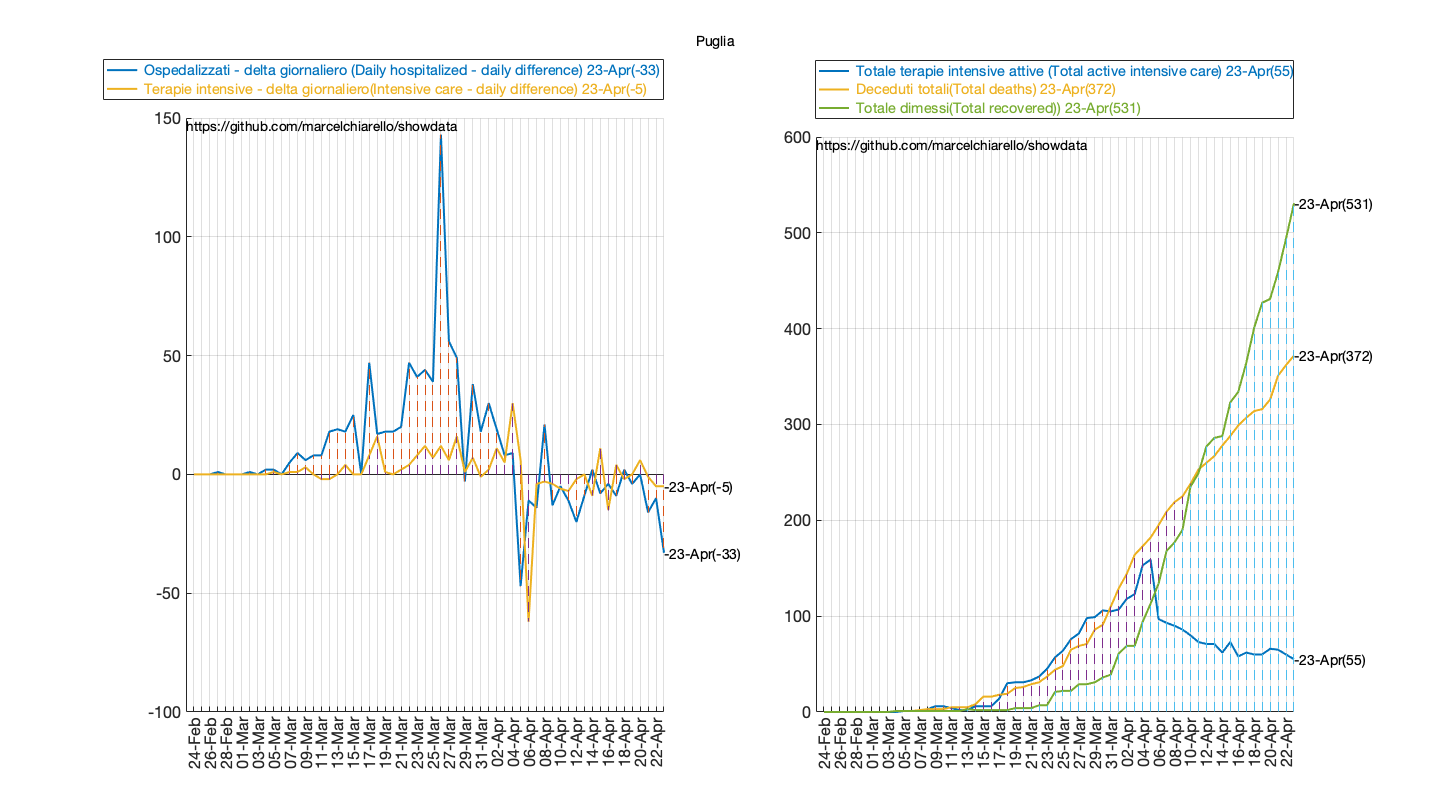 Puglia
Ospedalizzati - delta giornaliero (Daily hospitalized - daily difference) 23-Apr(-33)
Terapie intensive - delta giornaliero(Intensive care - daily difference) 23-Apr(-5)
https://github.com/marcelchiarello/showdata
150
100
50
0
-50
-100
-23-Apr(-5)
-23-Apr(-33)
24-Feb
26-Feb
28-Feb
01-Mar
03-Mar
05-Mar
07-Mar
09-Mar
11-Mar
13-Mar
15-Mar
17-Mar
19-Mar
21-Mar
23-Mar
25-Mar
27-Mar
29-Mar
31-Mar
02-Apr
04-Apr
06-Apr
08-Apr
10-Apr
12-Apr
14-Apr
16-Apr
18-Apr
20-Apr
22-Apr
Totale terapie intensive attive (Total active intensive care) 23-Apr(55)
Deceduti totali(Total deaths) 23-Apr(372)
Totale dimessi(Total recovered)) 23-Apr(531)
https://github.com/marcelchiarello/showdata
600
500
400
300
200
100
0
-23-Apr(531)
-23-Apr(372)
-23-Apr(55)
24-Feb
26-Feb
28-Feb
01-Mar
03-Mar
05-Mar
07-Mar
09-Mar
11-Mar
13-Mar
15-Mar
17-Mar
19-Mar
21-Mar
23-Mar
25-Mar
27-Mar
29-Mar
31-Mar
02-Apr
04-Apr
06-Apr
08-Apr
10-Apr
12-Apr
14-Apr
16-Apr
18-Apr
20-Apr
22-Apr